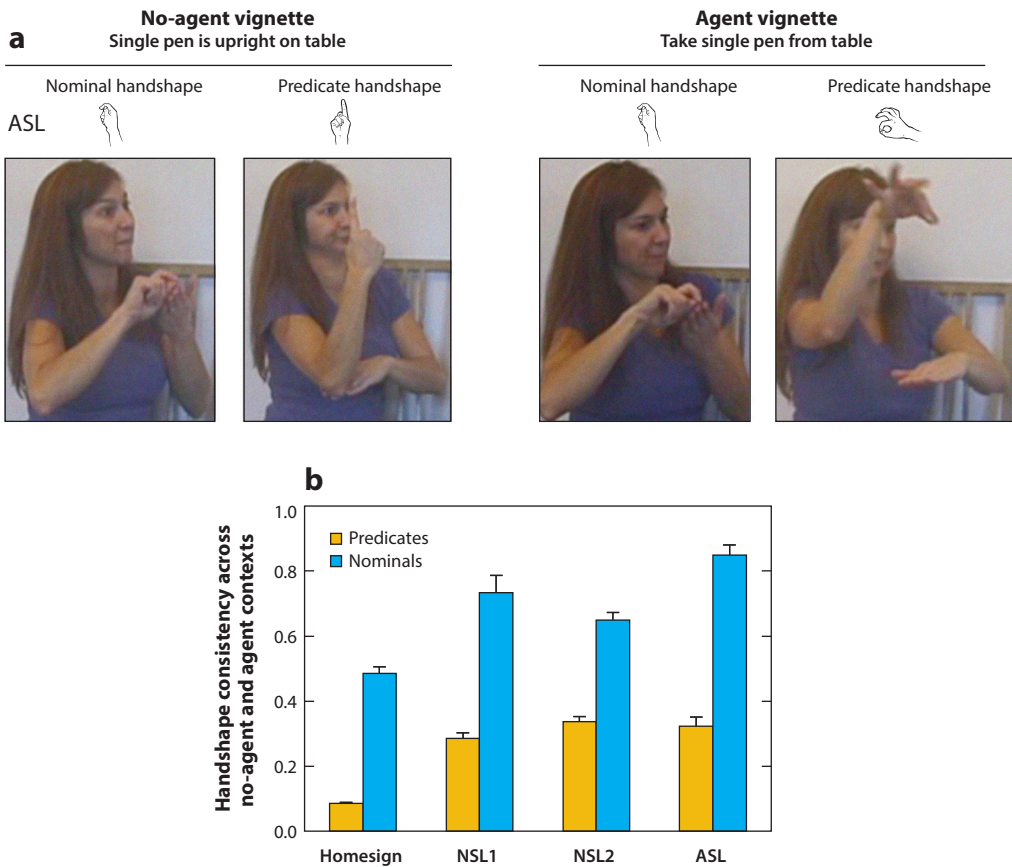 a
No-agent vignette
Single pen is upright on table
Agent vignette
Take single pen from table
Nominal handshape
Predicate handshape
Nominal handshape
Predicate handshape
ASL
b
Handshape consistency across
no-agent and agent contexts
1.0
0.8
0.6
0.4
0.2
0.0
Predicates
Nominals
Homesign
NSL1
NSL2
ASL